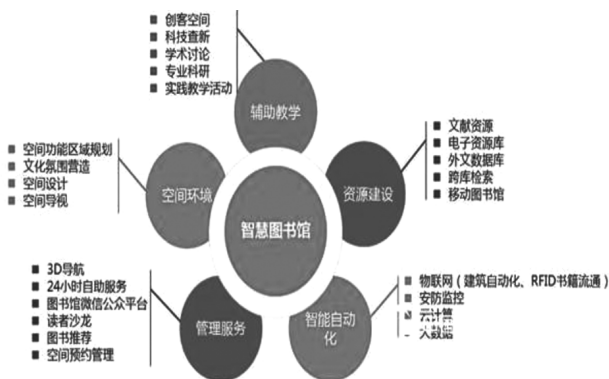 创客空间
科技查新
学术讨论
专业科研
实践教学活动
辅助教学
空间功能区域规划
文化氛围营造
空间设计
空间导视
空间环境
文献资源
电子资源库
外文数据库
跨库检索
移动图书馆
资源建设
智慧图书馆
3D导航
24小时自助服务
图书馆微信公众平台
读者沙龙
图书推荐
空间预约管理
管理服务
物联网（建筑自动化、RFID书籍流通）
安防监控
云计算
大数据
智能自动
化